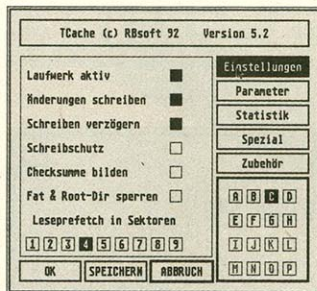 TCache (c) RBsoft 92 Version 5.2
Laufwerk aktiv
Änderungen schreiben
Schreiben verzögern
Schreibschutz
Checksumme bilden
Fat & Root-Dir sperren
Leseprefetch in Sektoren
1 2 3 4 5 6 7 8 9
OK SPEICHERN ABBRUCH
Einstellungen
Parameter
Statistik
Spezial
Zubehör
A B C D
E F G H
I J K L
M N O P